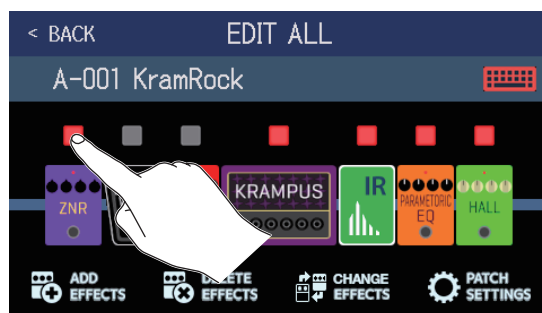 < BACK EDIT ALL
A-001 KramRock
ZNR
KRAMPUS
IR
PARAMETORIC
EQ
HALL
ADD
EFFECTS
EFFECTS
CHANGE
EFFECTS
PATCH
SETTINGS